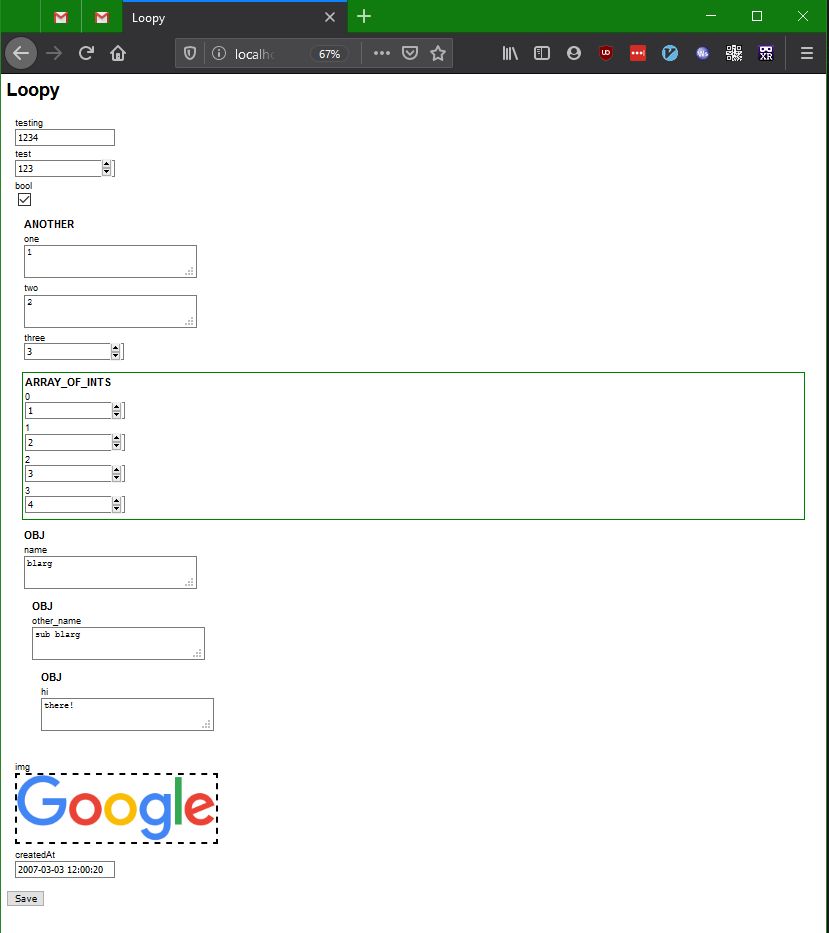 Loopy
localh
67%
UD
Ws
XR
Loopy
testing
1234
test
123
bool
ANOTHER
one
1
two
2
three
3
ARRAY_OF_INTS
0
1
1
2
2
3
3
4
OBJ
name
blarg
OBJ
other_name
sub blarg
OBJ
hi
there!
img
Google
createdAt
2007-03-03 12:00:20
Save